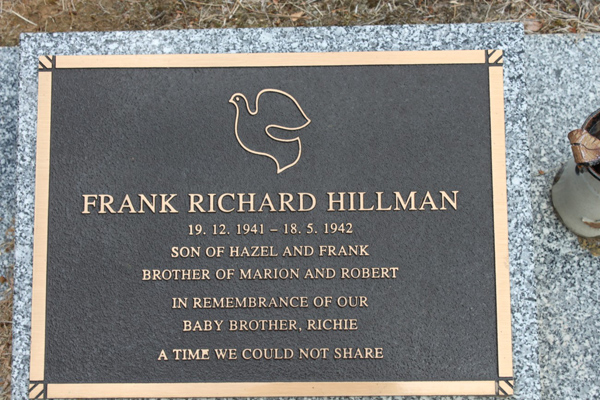 FRANK RICHARD HILLMAN
19. 12. 1941 – 18. 5. 1942
SON OF HAZEL AND FRANK
BROTHER OF MARION AND ROBERT
IN REMEMBRANCE OF OUR
BABY BROTHER, RICHIE
A TIME WE COULD NOT SHARE